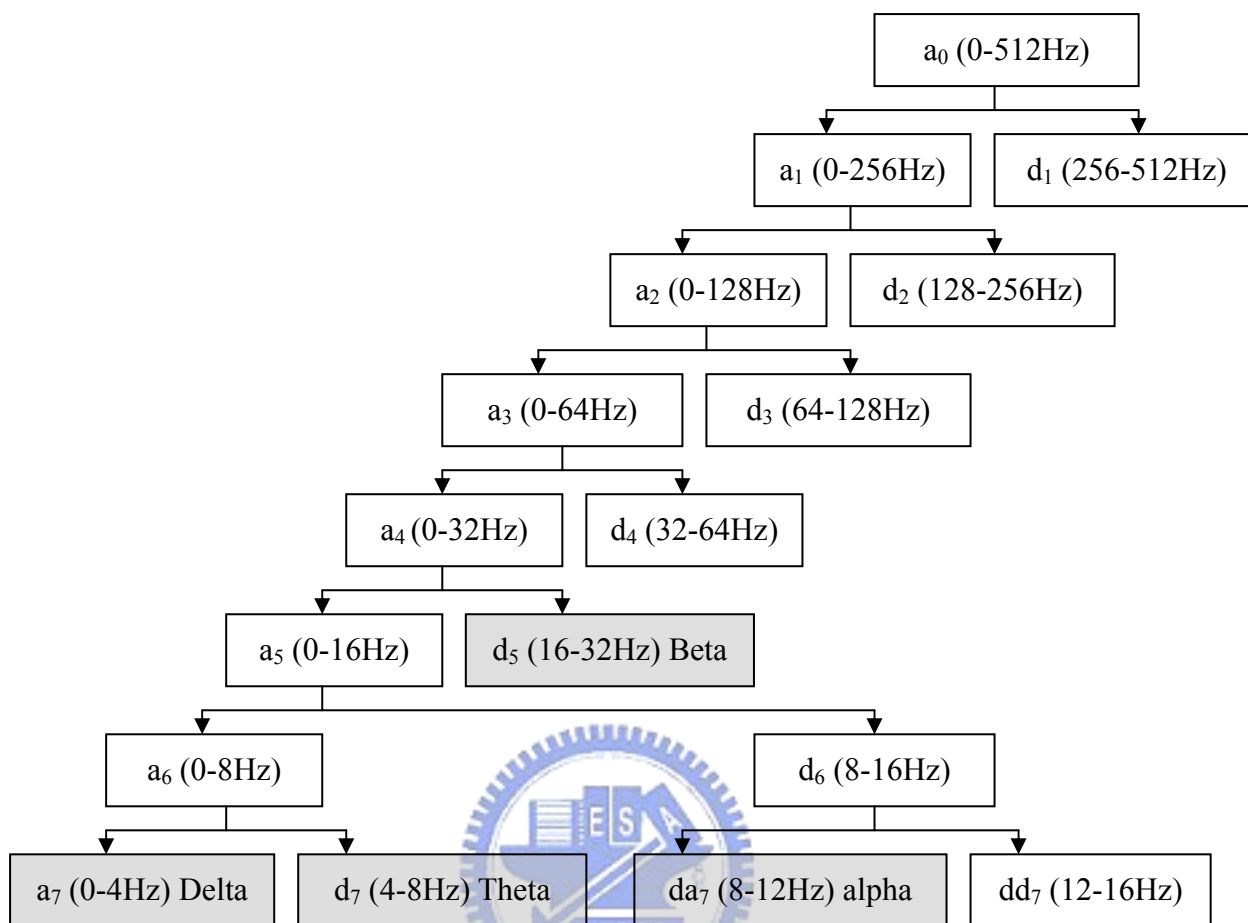 a₀ (0-512Hz)
a₁ (0-256Hz)
d₁ (256-512Hz)
a₂ (0-128Hz)
d₂ (128-256Hz)
a₃ (0-64Hz)
d₃ (64-128Hz)
a₄ (0-32Hz)
d₄ (32-64Hz)
a₅ (0-16Hz)
d₅ (16-32Hz) Beta
a₆ (0-8Hz)
d₆ (8-16Hz)
a₇ (0-4Hz) Delta
d₇ (4-8Hz) Theta
da₇ (8-12Hz) alpha
dd₇ (12-16Hz)
E S A